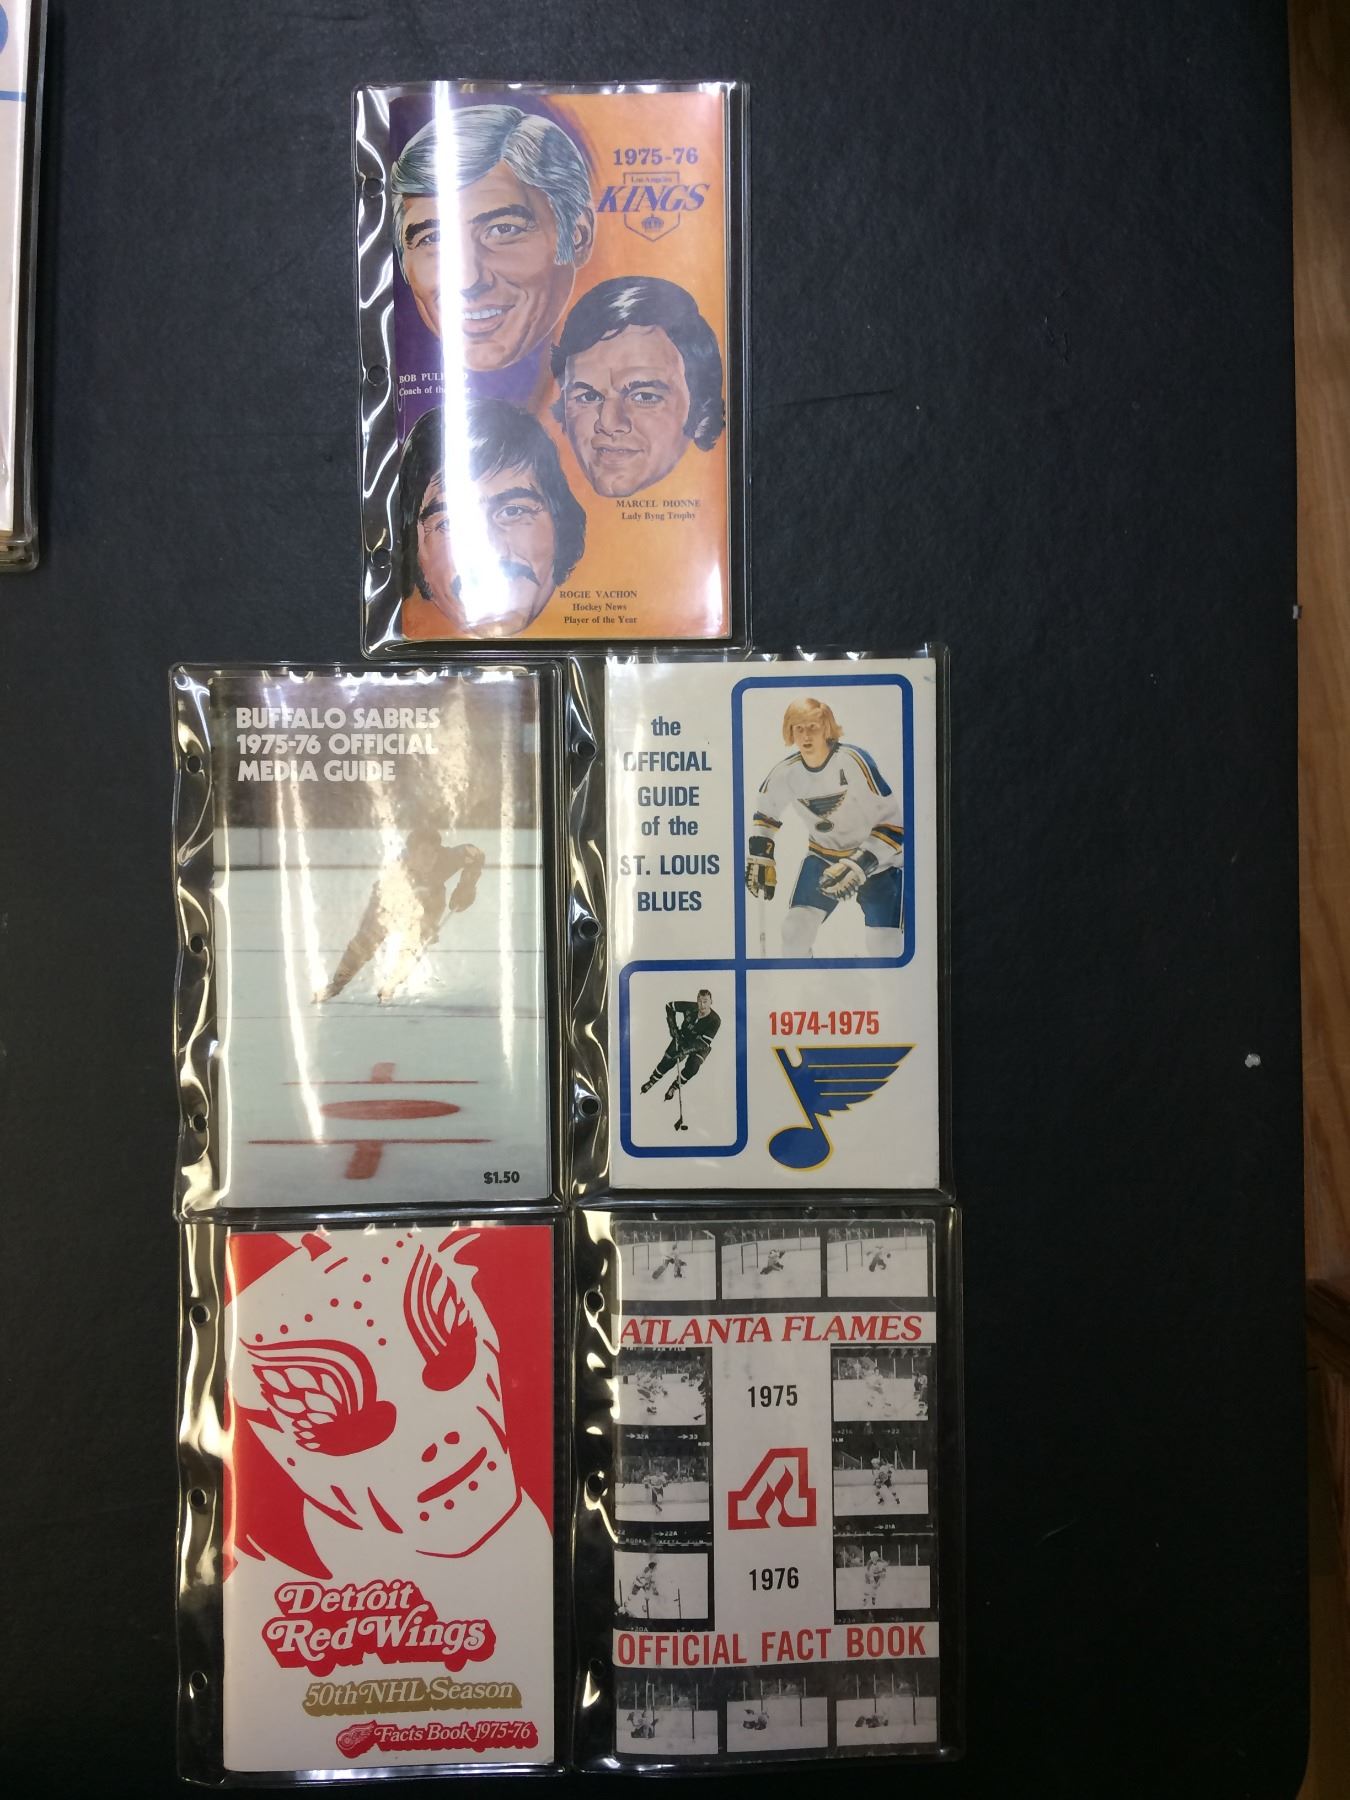 1975-76
Los Angeles
KINGS
BOB
Coach of the
MARCEL DIONNE
Lady Byng Trophy
ROGIE VACHON
Hockey News
Player of the Year
BUFFALO SABRES
1975-76 OFFICIAL
MEDIA GUIDE
$1.50
the
OFFICIAL
GUIDE
of the
ST. LOUIS
BLUES
A
7
1974-1975
Detroit
Red Wings
50th NHL Season
Facts Book 1975-76
ATLANTA FLAMES
1975
1976
OFFICIAL FACT BOOK